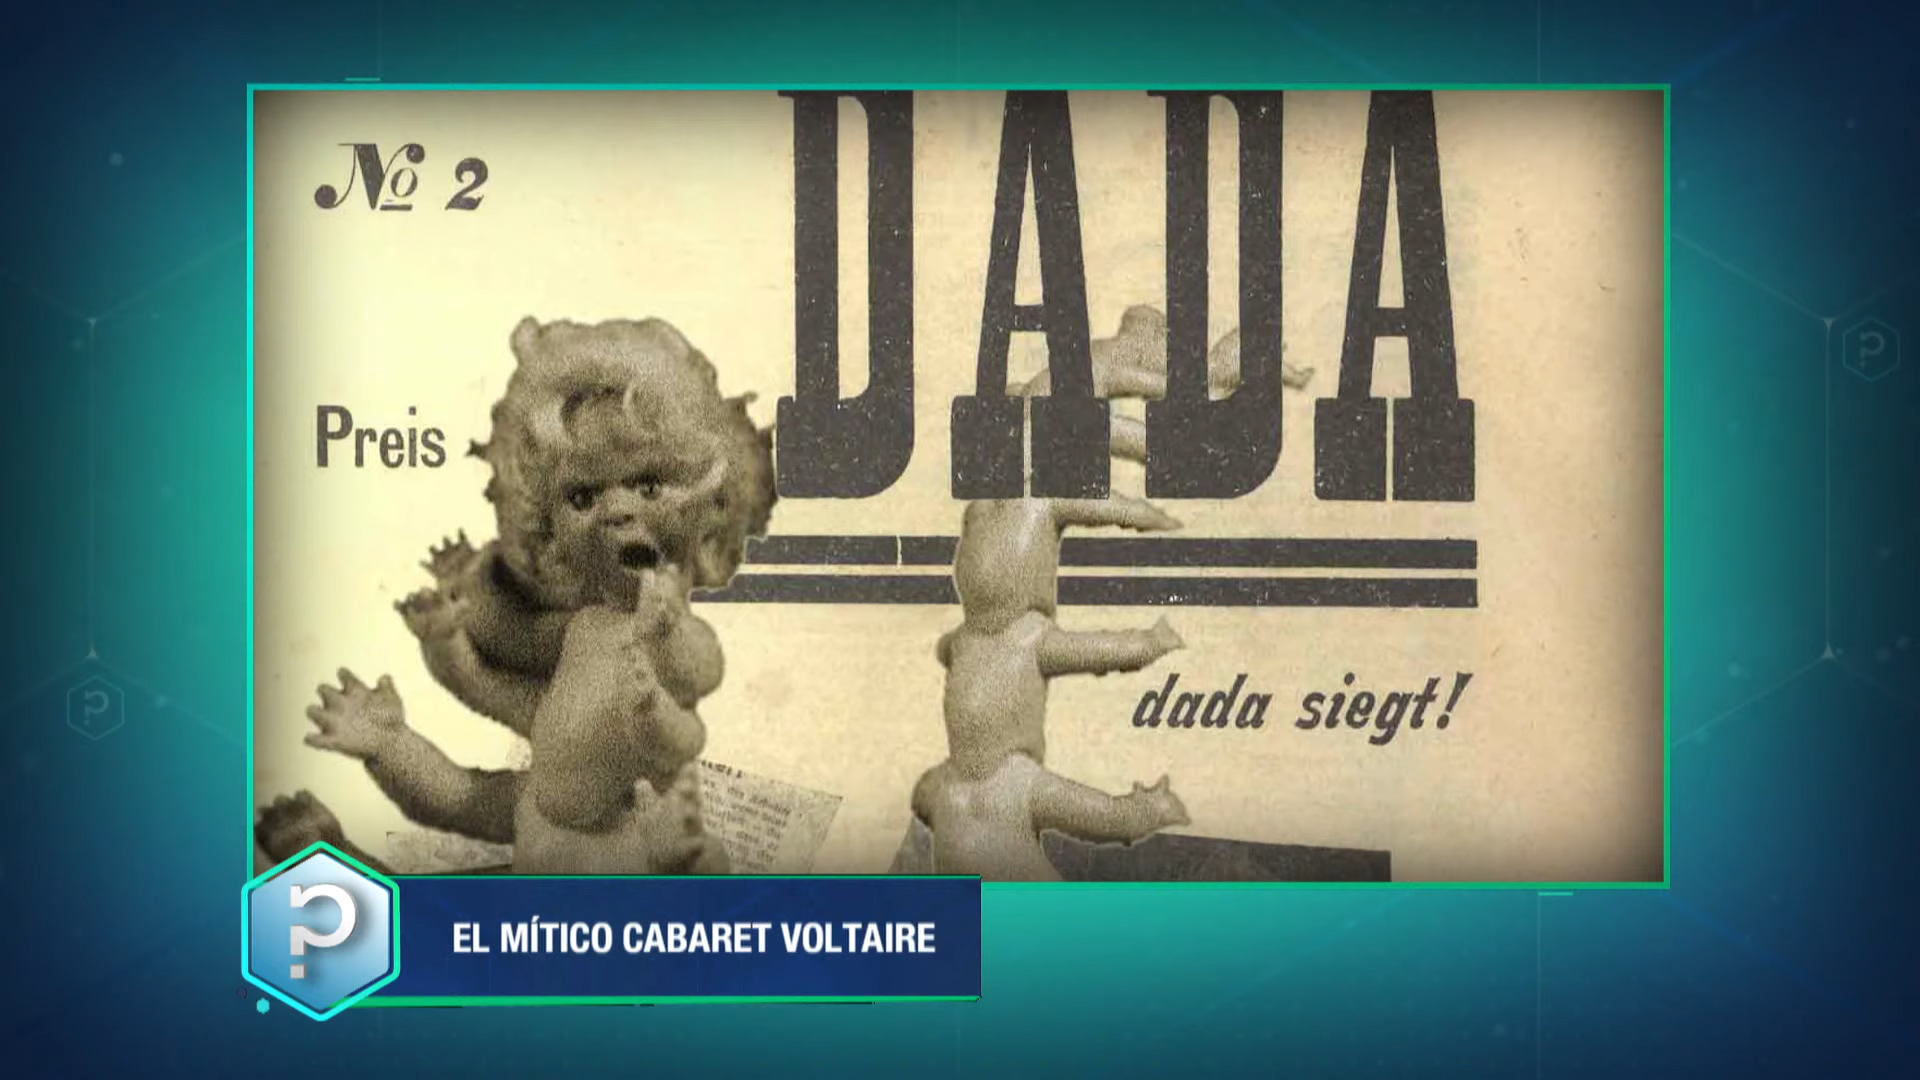 DADA
No 2
Preis
dada siegt!
EL MÍTICO CABARET VOLTAIRE